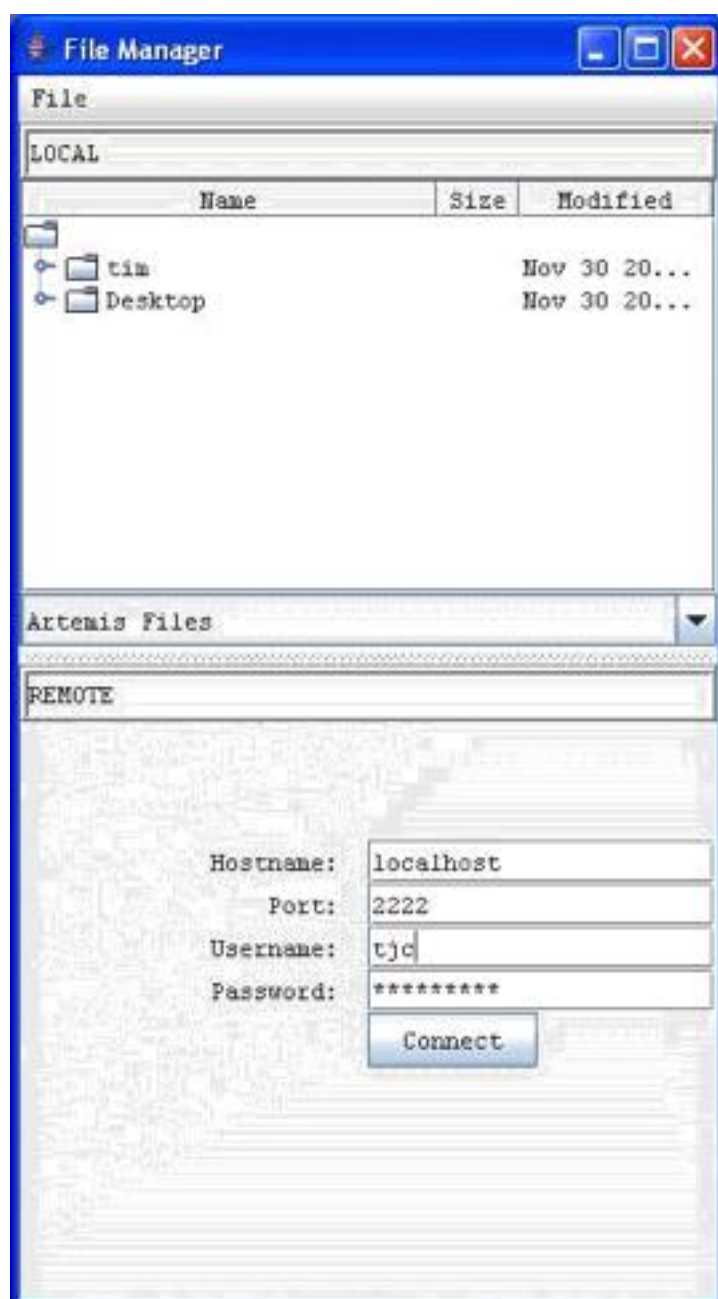 File Manager
File
LOCAL
Name Size Modified
tim Nov 30 20...
Desktop Nov 30 20...
Artemis Files
REMOTE
Hostname: localhost
Port: 2222
Username: tjc
Password: *********
Connect